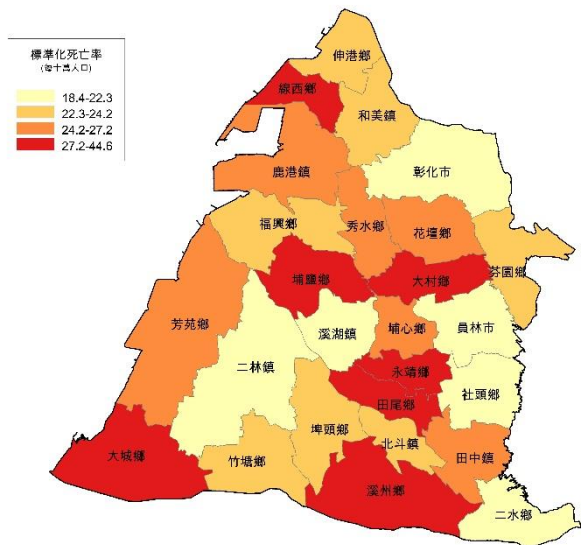 標準化死亡率
(每十萬人口)
18.4-22.3
22.3-24.2
24.2-27.2
27.2-44.6
伸港鄉
線西鄉
和美鎮
彰化市
鹿港鎮
福興鄉
秀水鄉
花壇鄉
芬園鄉
埔鹽鄉
大村鄉
芳苑鄉
溪湖鎮
埔心鄉
員林市
二林鎮
永靖鄉
社頭鄉
田尾鄉
埤頭鄉
北斗鎮
田中鎮
大城鄉
竹塘鄉
溪州鄉
二水鄉